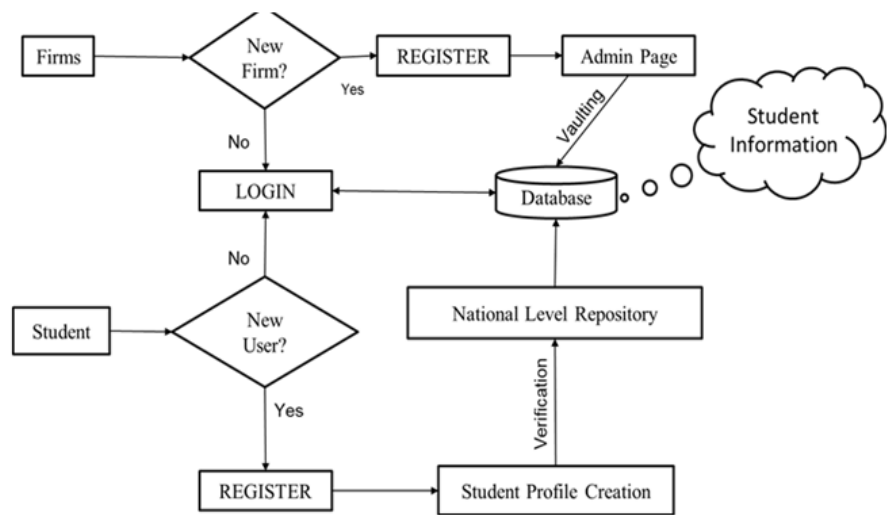 New
Firm?
Firms
REGISTER
Admin Page
Yes
Vaulting
Student
Information
No
LOGIN
Database
No
Student
New
User?
National Level Repository
Yes
Verification
REGISTER
Student Profile Creation